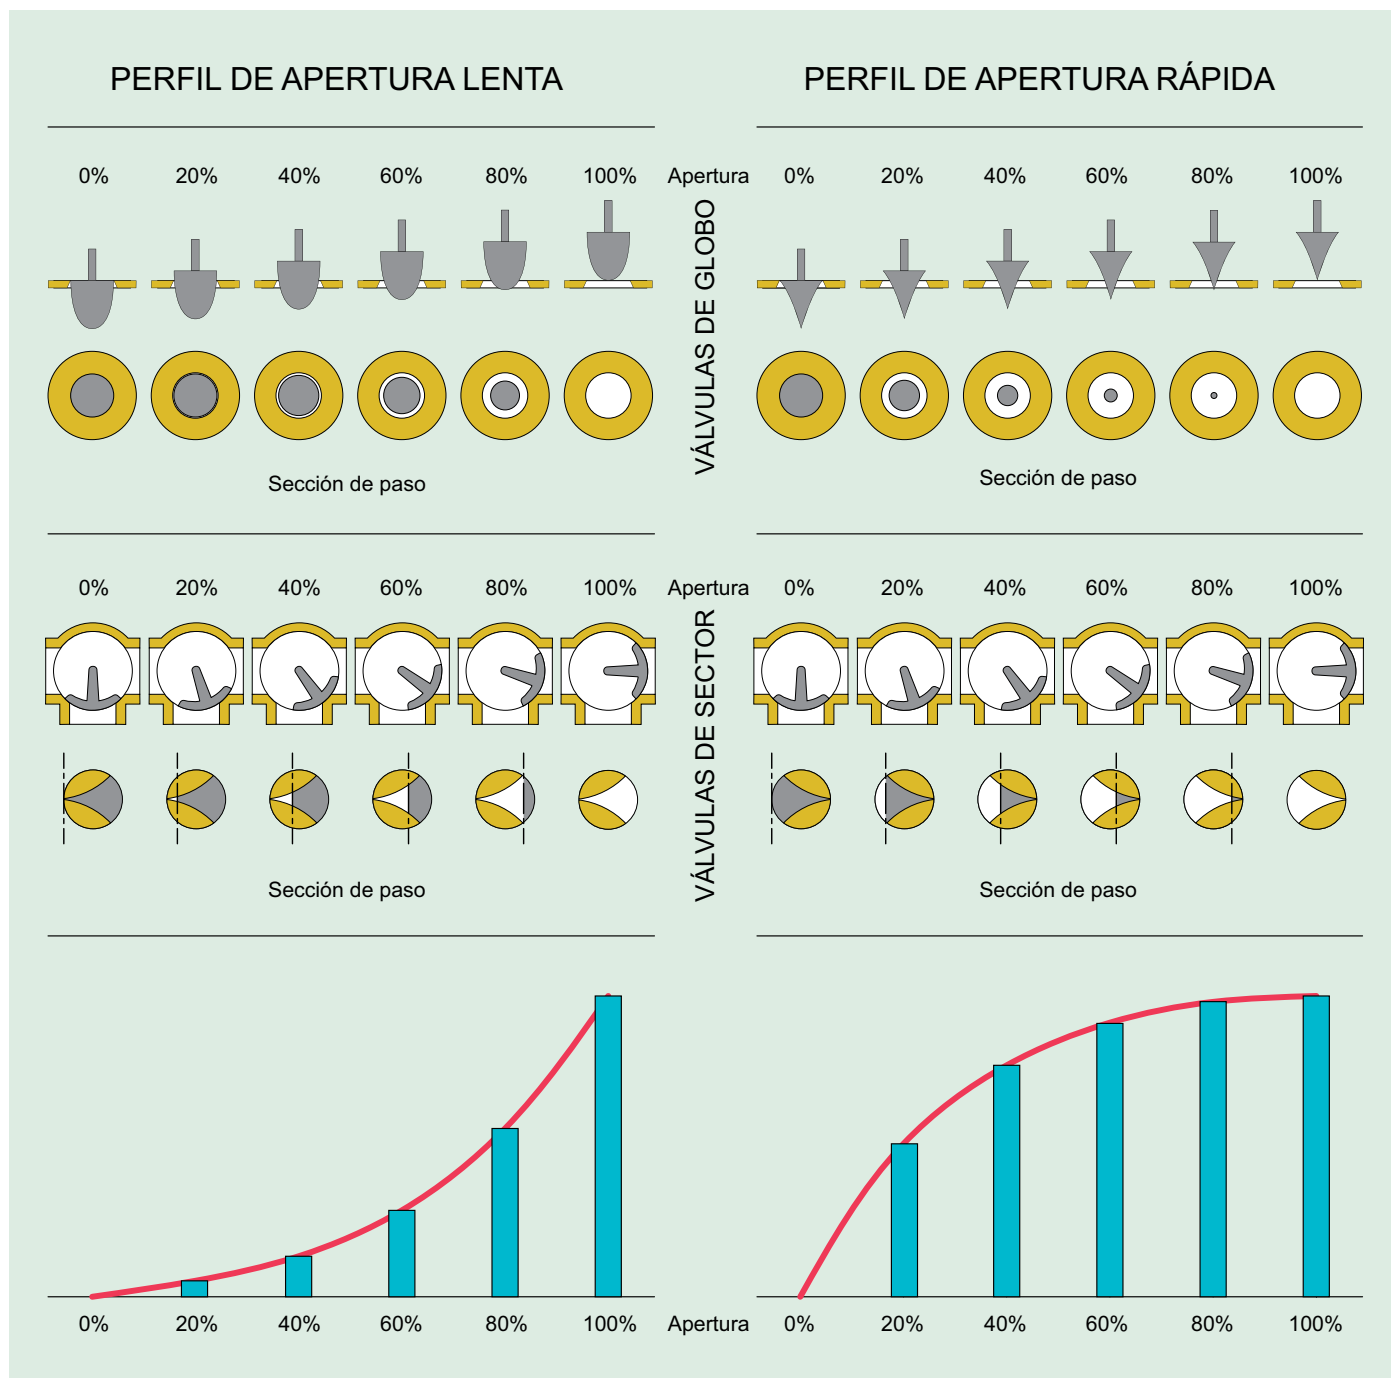 PERFIL DE APERTURA LENTA
PERFIL DE APERTURA RÁPIDA
0% 20% 40% 60% 80% 100% Apertura 0% 20% 40% 60% 80% 100%
VÁLVULAS DE GLOBO
Sección de paso
Sección de paso
0% 20% 40% 60% 80% 100% Apertura 0% 20% 40% 60% 80% 100%
VÁLVULAS DE SECTOR
Sección de paso
Sección de paso
0% 20% 40% 60% 80% 100% Apertura 0% 20% 40% 60% 80% 100%